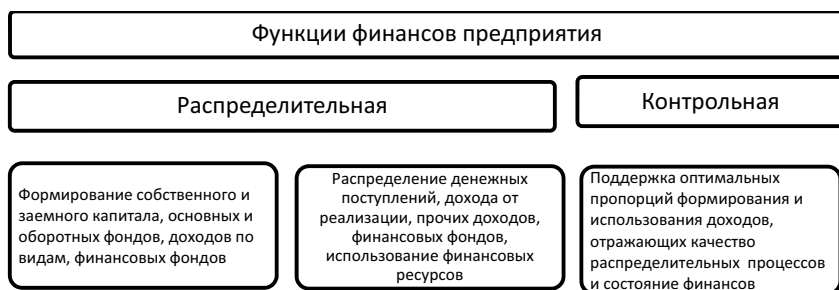 Функции финансов предприятия
Распределительная
Контрольная
Формирование собственного и
заемного капитала, основных и
оборотных фондов, доходов по
видам, финансовых фондов
Распределение денежных
поступлений, дохода от
реализации, прочих доходов,
финансовых фондов,
использование финансовых
ресурсов
Поддержка оптимальных
пропорций формирования и
использования доходов,
отражающих качество
распределительных процессов
и состояние финансов